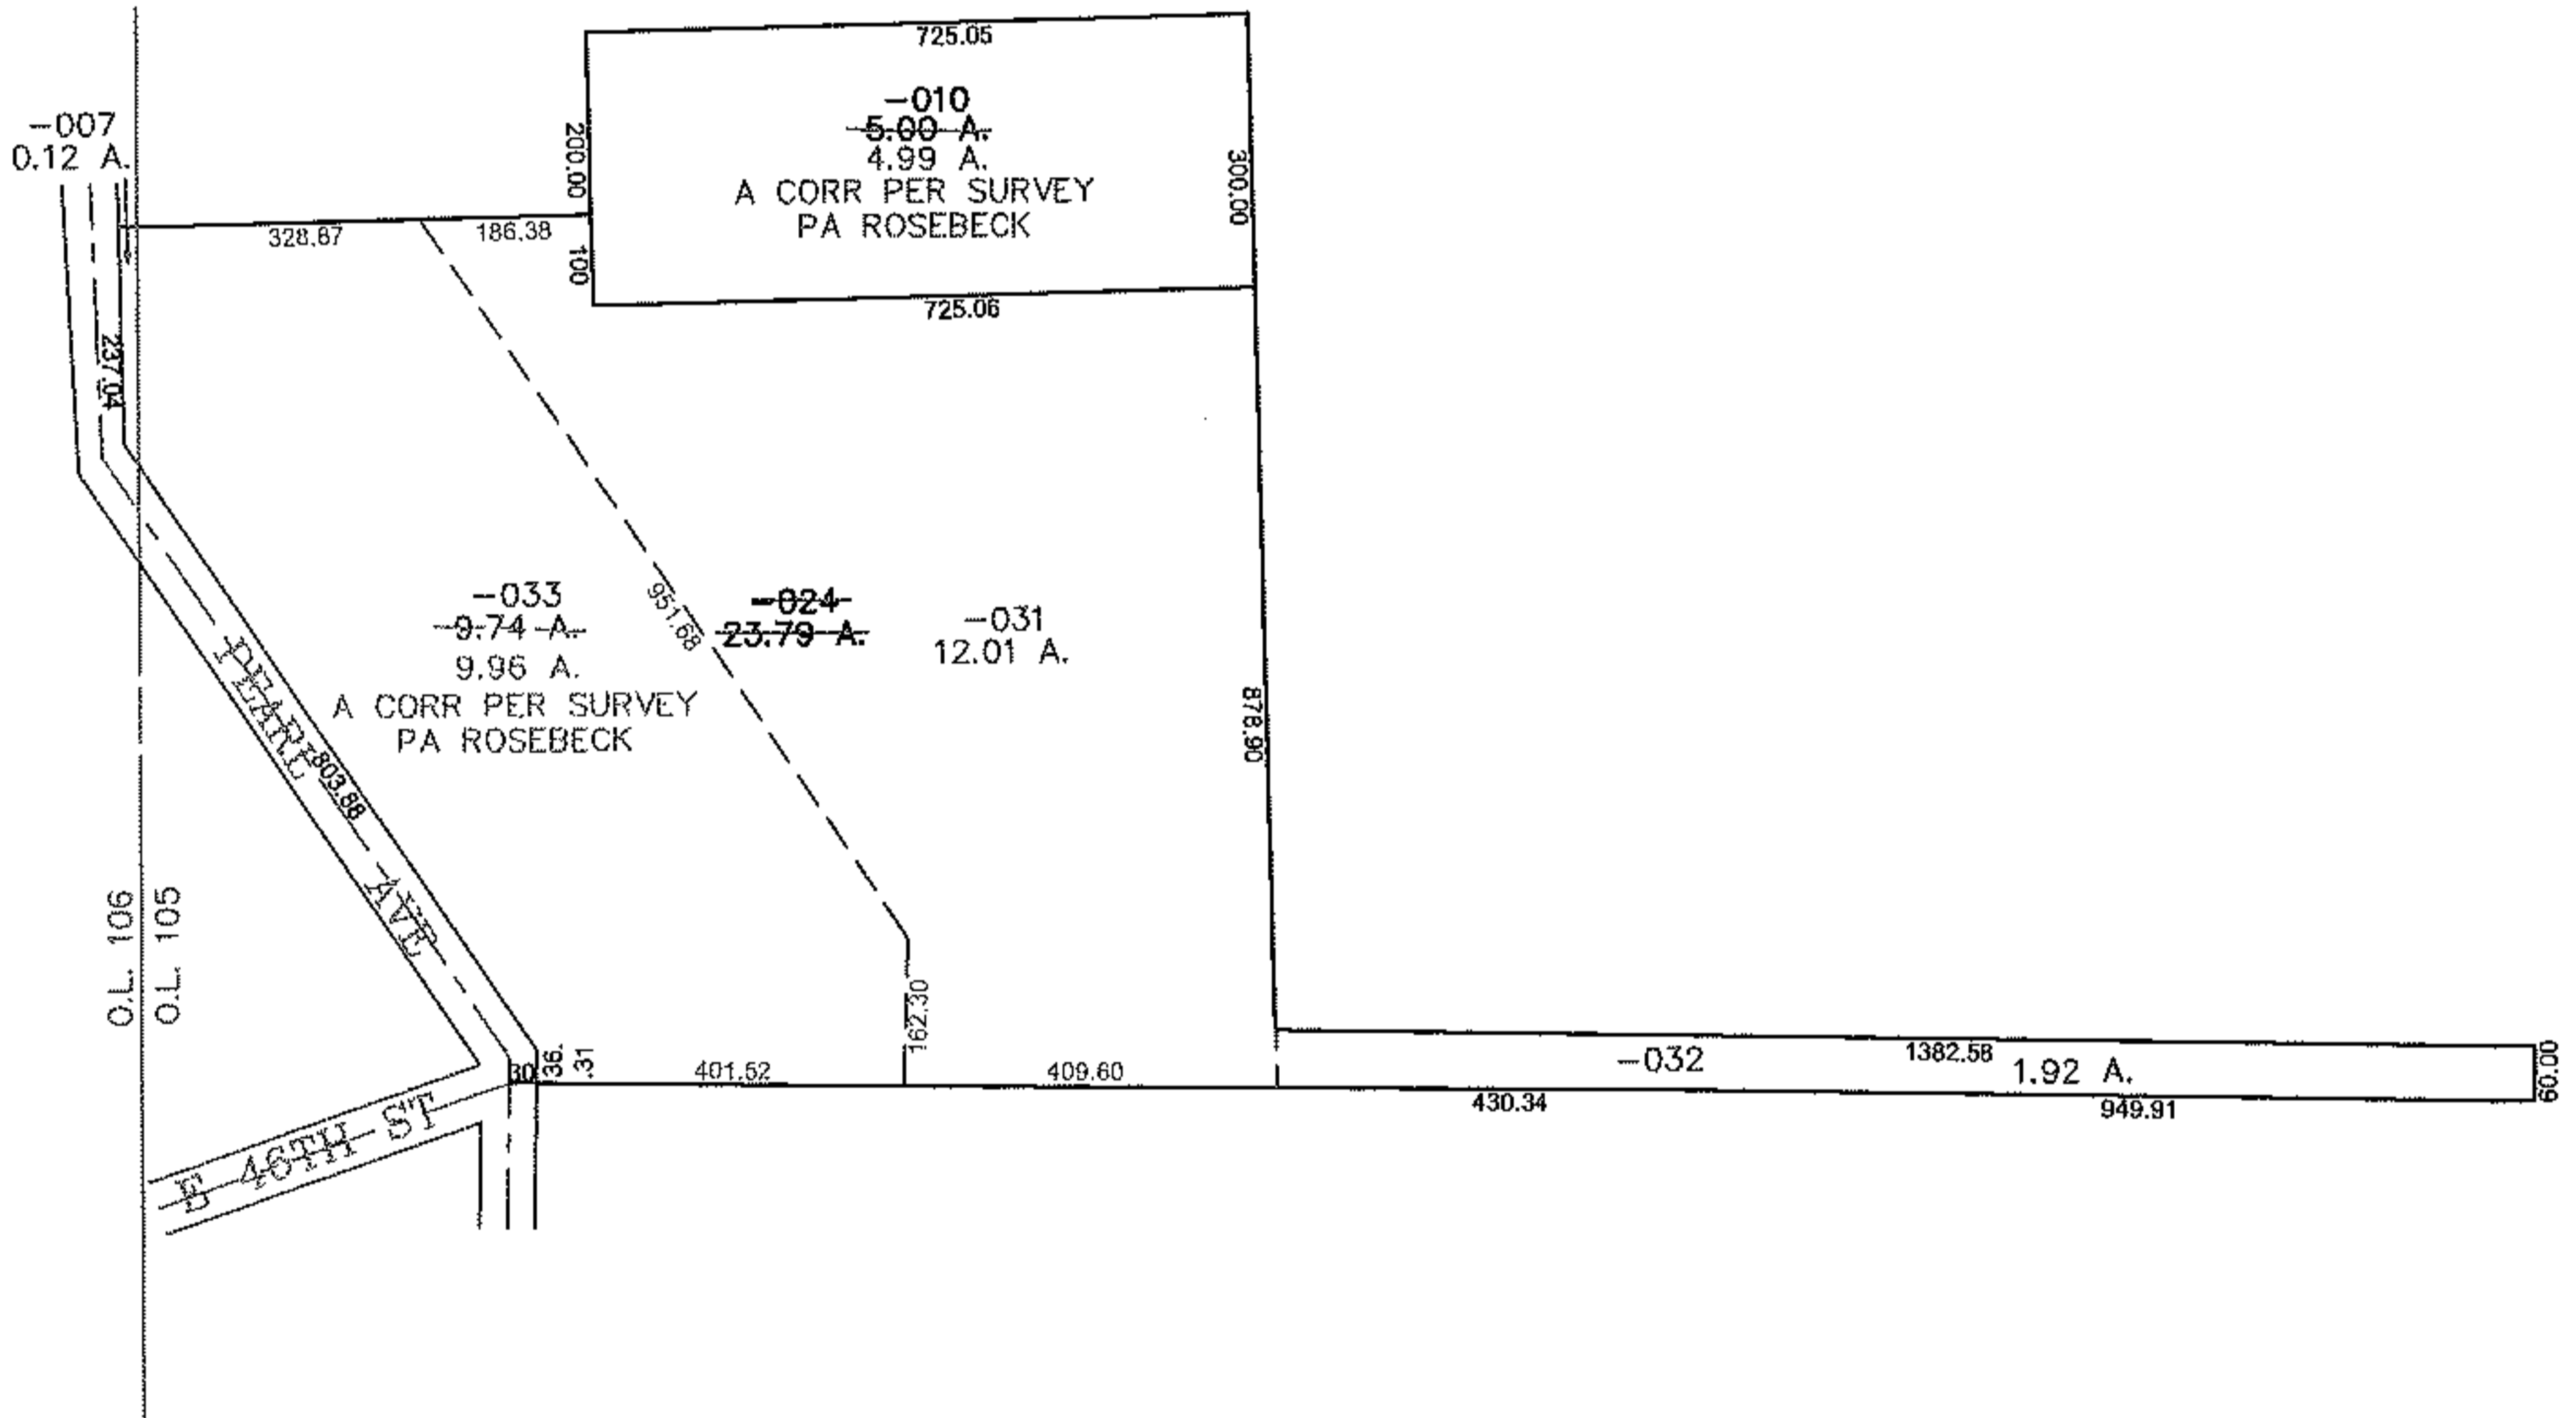 725.05
-010
5.00 A.
4.99 A.
A CORR PER SURVEY
PA ROSEBECK
200.00
300.00
-007
0.12 A.
328.87
186.38
100
725.06
237.04
-033
9.74 A.
9.96 A.
A CORR PER SURVEY
PA ROSEBECK
951.68
-024
23.79 A.
-031
12.01 A.
878.90
PEARL AVE
803.88
O.L. 106
O.L. 105
162.30
30
36.
.31
401.52
409.60
-032
1382.58
1.92 A.
60.00
430.34
949.91
E 46TH ST